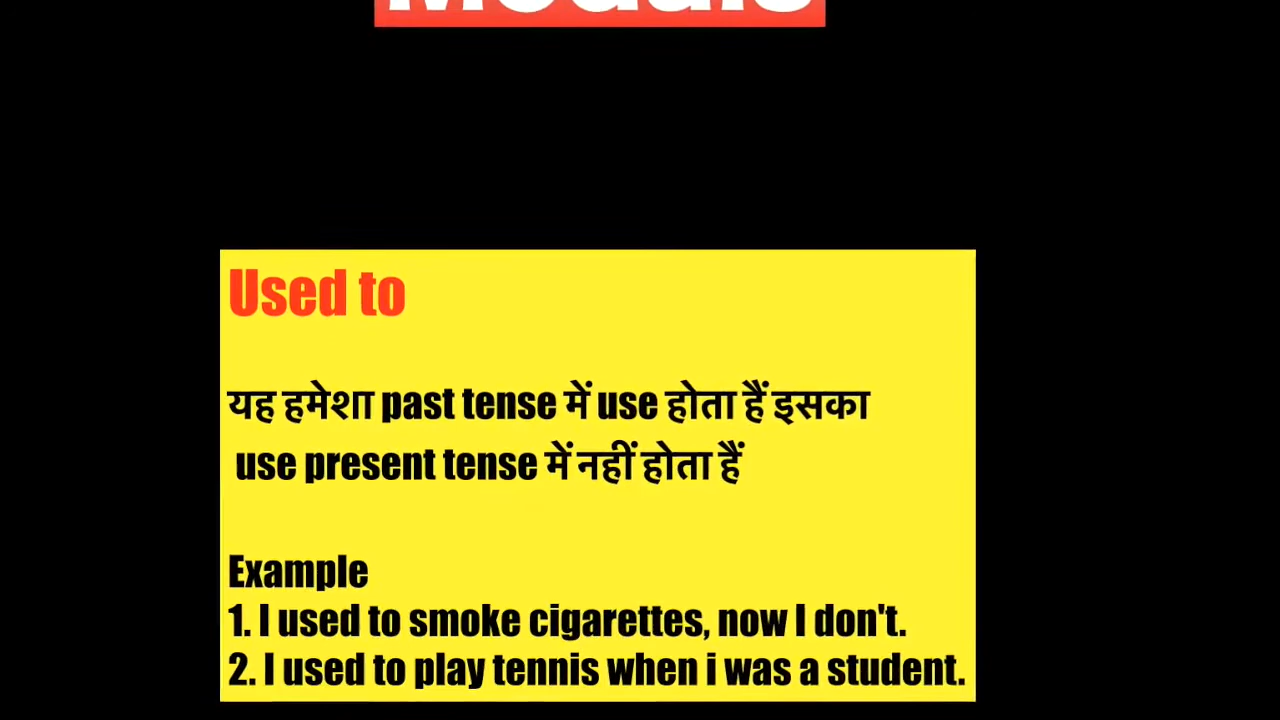 Used to
यह हमेशा past tense में use होता हैं इसका
use present tense में नहीं होता हैं
Example
1. I used to smoke cigarettes, now I don't.
2. I used to play tennis when i was a student.